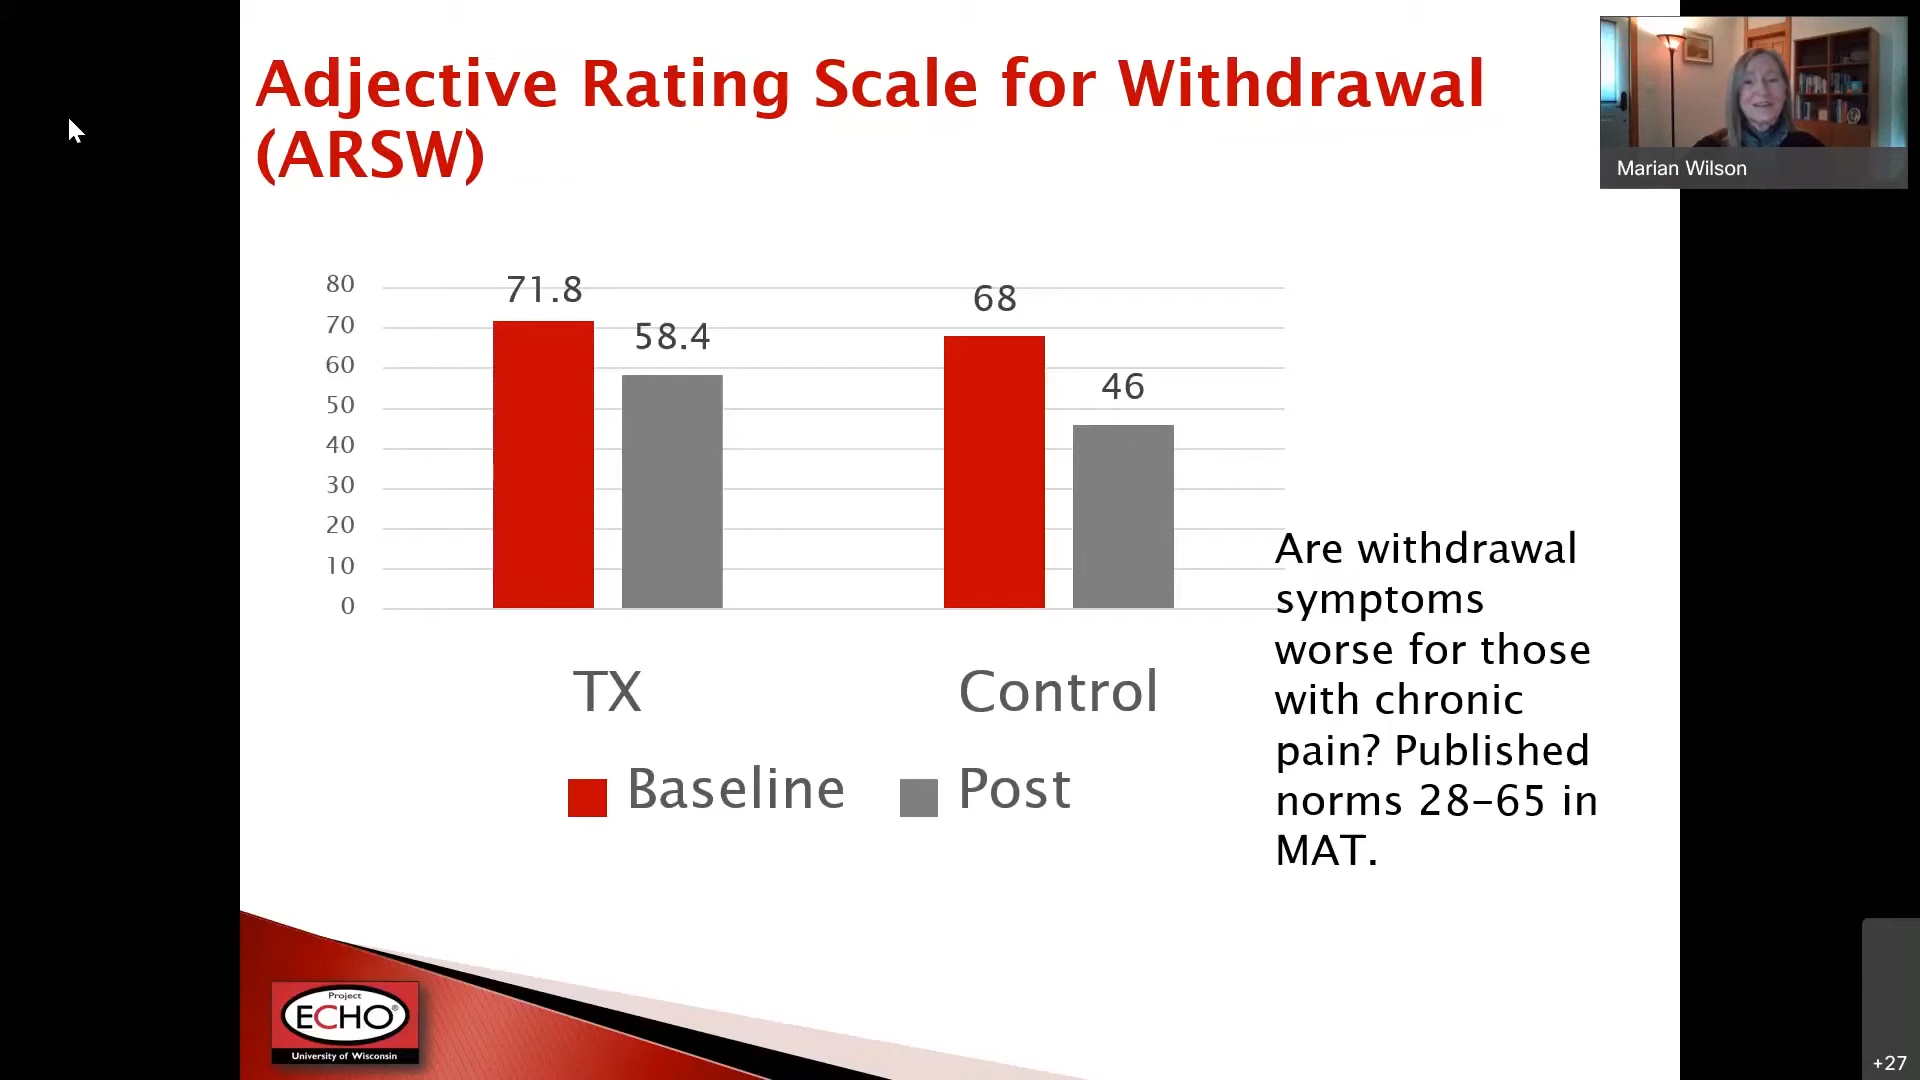 Adjective Rating Scale for Withdrawal
(ARSW)
Marian Wilson
80
70
60
50
40
30
20
10
0
71.8
58.4
68
46
TX
Control
Baseline
Post
Are withdrawal
symptoms
worse for those
with chronic
pain? Published
norms 28-65 in
MAT.
Project
ECHO®
University of Wisconsin
+27